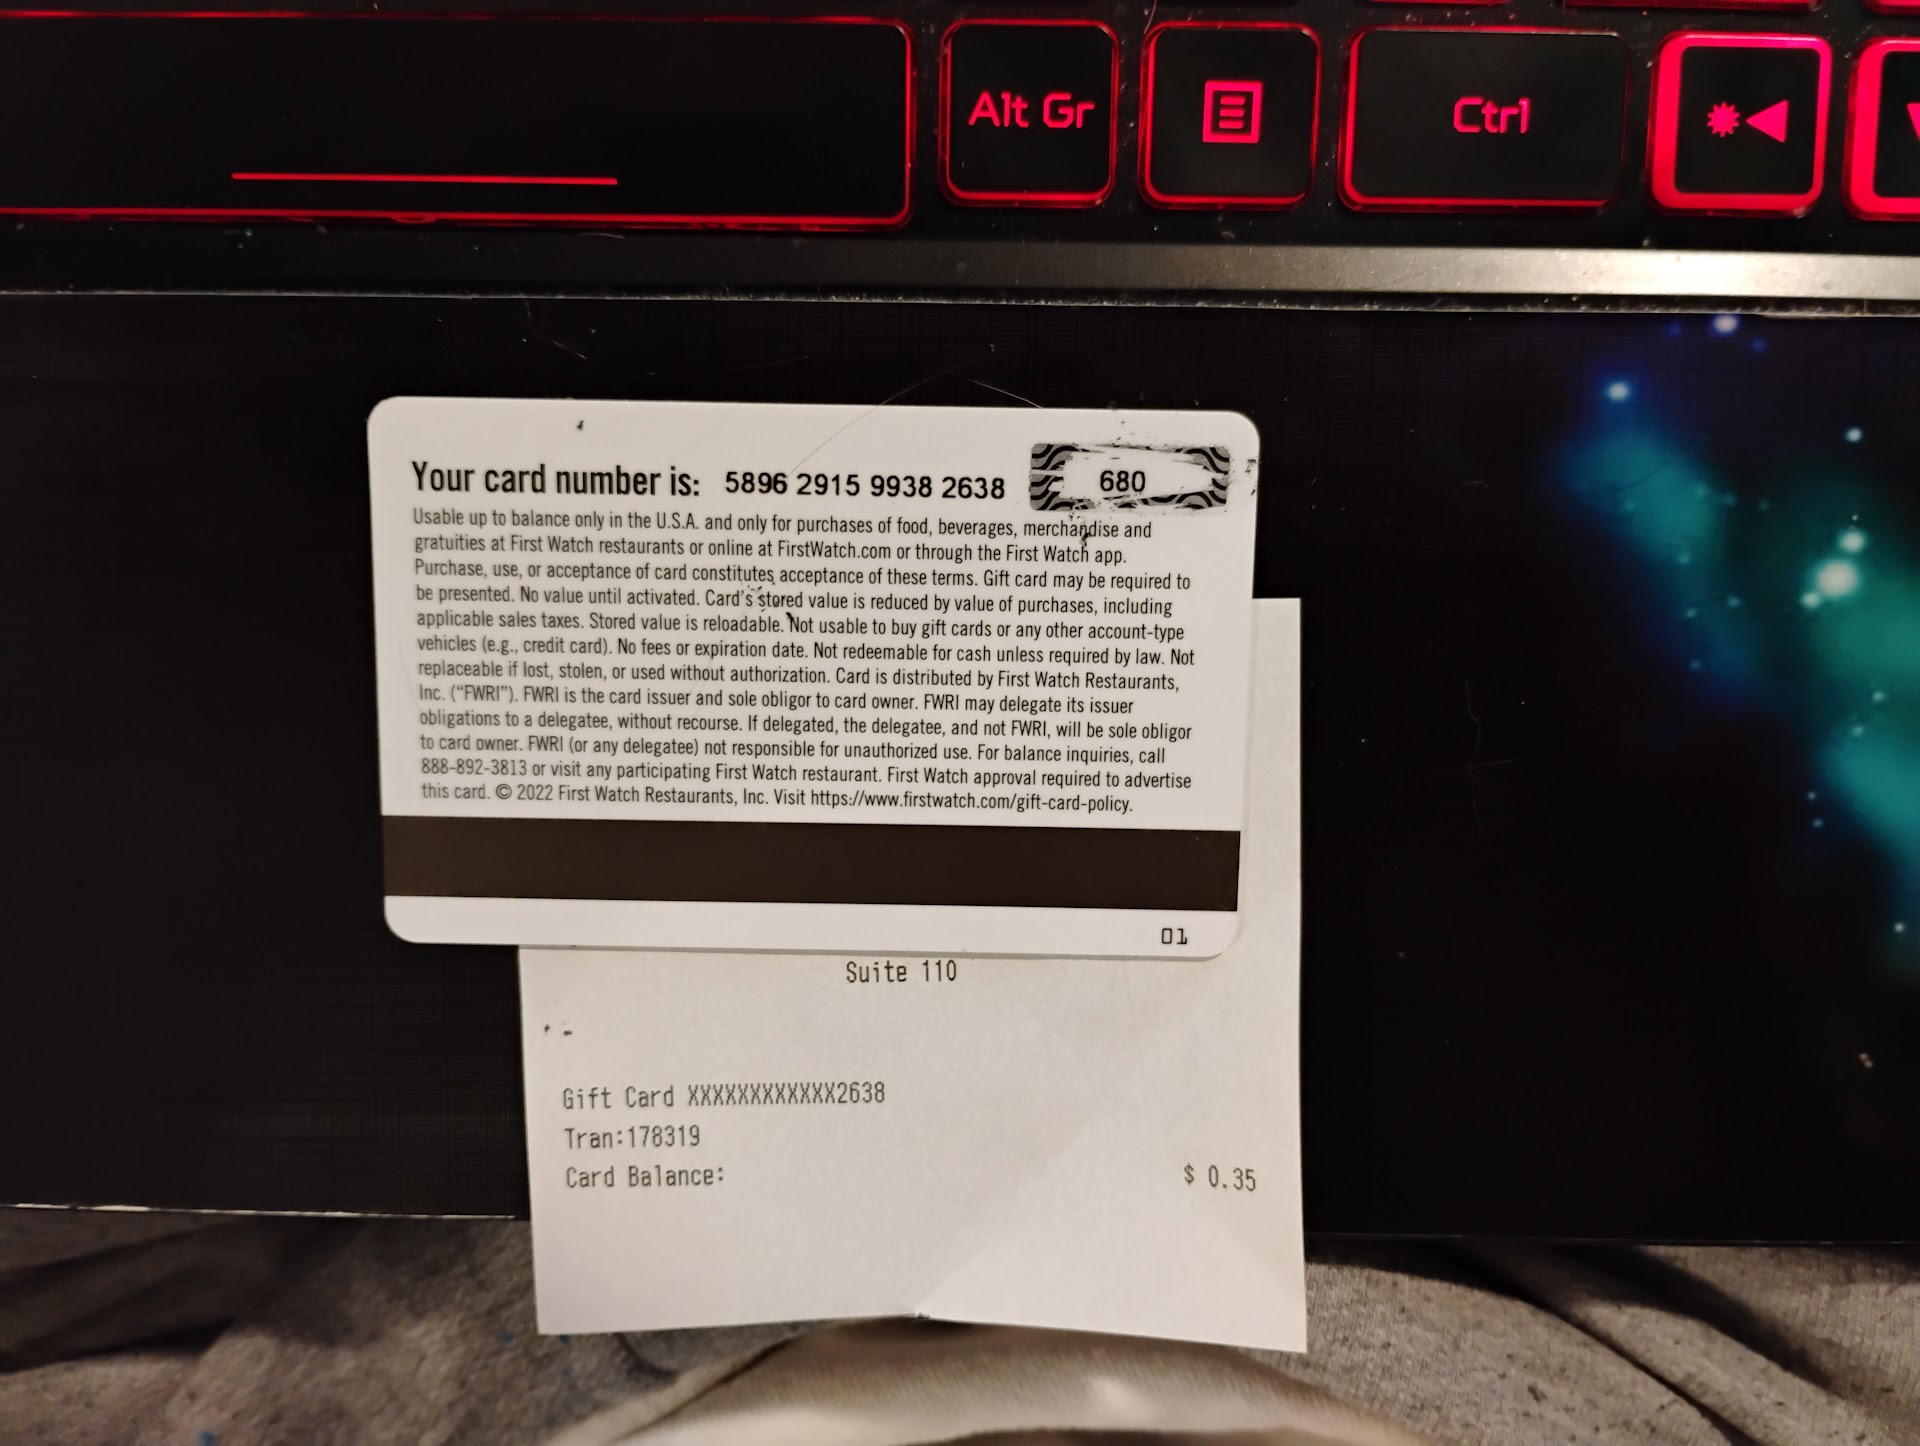 Alt Gr
Ctrl
Your card number is: 5896 2915 9938 2638 680
Usable up to balance only in the U.S.A. and only for purchases of food, beverages, merchandise and
gratuities at First Watch restaurants or online at FirstWatch.com or through the First Watch app.
Purchase, use, or acceptance of card constitutes acceptance of these terms. Gift card may be required to
be presented. No value until activated. Card's stored value is reduced by value of purchases, including
applicable sales taxes. Stored value is reloadable. Not usable to buy gift cards or any other account-type
vehicles (e.g., credit card). No fees or expiration date. Not redeemable for cash unless required by law. Not
replaceable if lost, stolen, or used without authorization. Card is distributed by First Watch Restaurants,
Inc. (“FWRI”). FWRI is the card issuer and sole obligor to card owner. FWRI may delegate its issuer
obligations to a delegatee, without recourse. If delegated, the delegatee, and not FWRI, will be sole obligor
to card owner. FWRI (or any delegatee) not responsible for unauthorized use. For balance inquiries, call
888-892-3813 or visit any participating First Watch restaurant. First Watch approval required to advertise
this card. © 2022 First Watch Restaurants, Inc. Visit https://www.firstwatch.com/gift-card-policy.
01
Suite 110
Gift Card XXXXXXXXXXXX2638
Tran:178319
Card Balance: $ 0.35